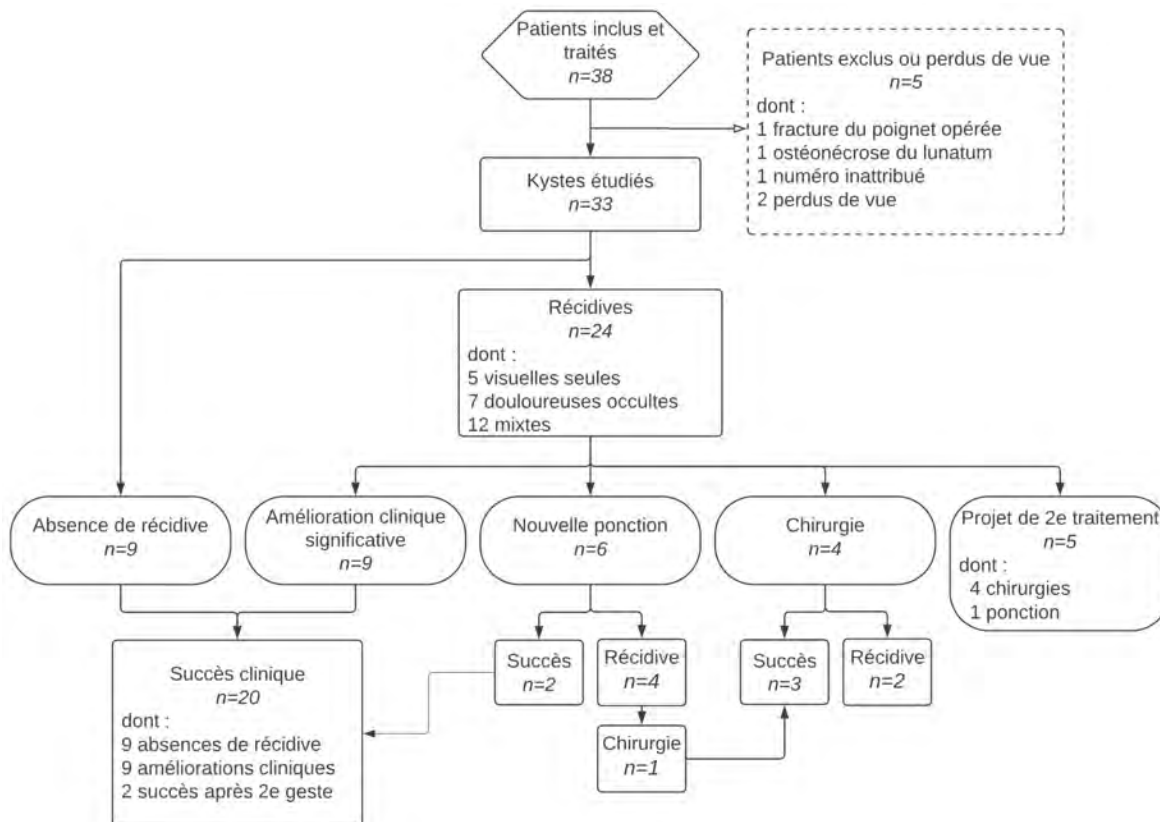 Patients inclus et
traités
n=38
Patients exclus ou perdus de vue
n=5
dont :
1 fracture du poignet opérée
1 ostéonécrose du lunatum
1 numéro inattribué
2 perdus de vue
Kystes étudiés
n=33
Récidives
n=24
dont :
5 visuelles seules
7 douloureuses occultes
12 mixtes
Absence de récidive
n=9
Amélioration clinique
significative
n=9
Nouvelle ponction
n=6
Chirurgie
n=4
Projet de 2e traitement
n=5
dont :
4 chirurgies
1 ponction
Succès clinique
n=20
dont :
9 absences de récidive
9 améliorations cliniques
2 succès après 2e geste
Succès
n=2
Récidive
n=4
Chirurgie
n=1
Succès
n=3
Récidive
n=2